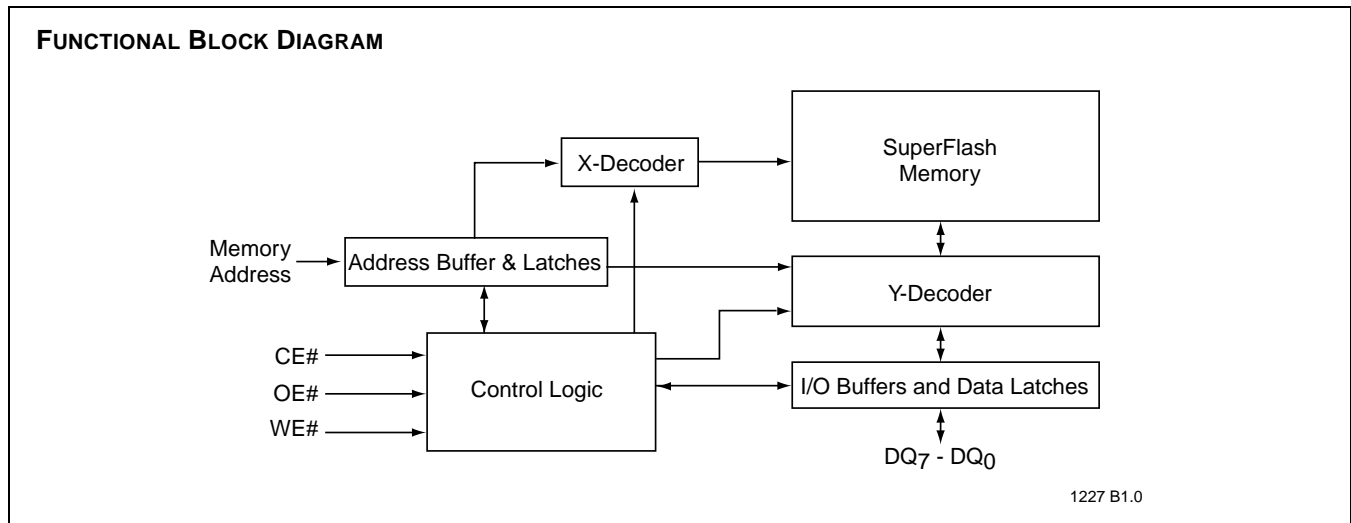 FUNCTIONAL BLOCK DIAGRAM
X-Decoder
SuperFlash
Memory
Memory
Address
Address Buffer & Latches
Y-Decoder
CE#
OE#
WE#
Control Logic
I/O Buffers and Data Latches
DQ7 - DQ0
1227 B1.0